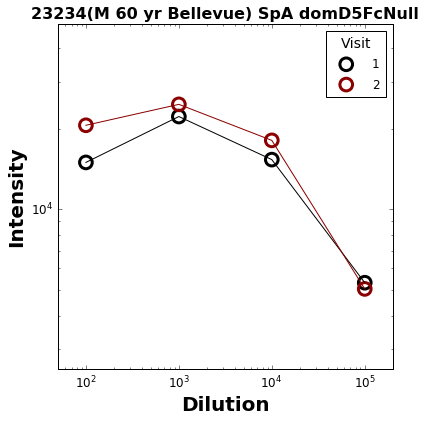 23234(M 60 yr Bellevue) SpA domD5FcNull
Visit
1
2
Intensity
10^4
10^2 10^3 10^4 10^5
Dilution